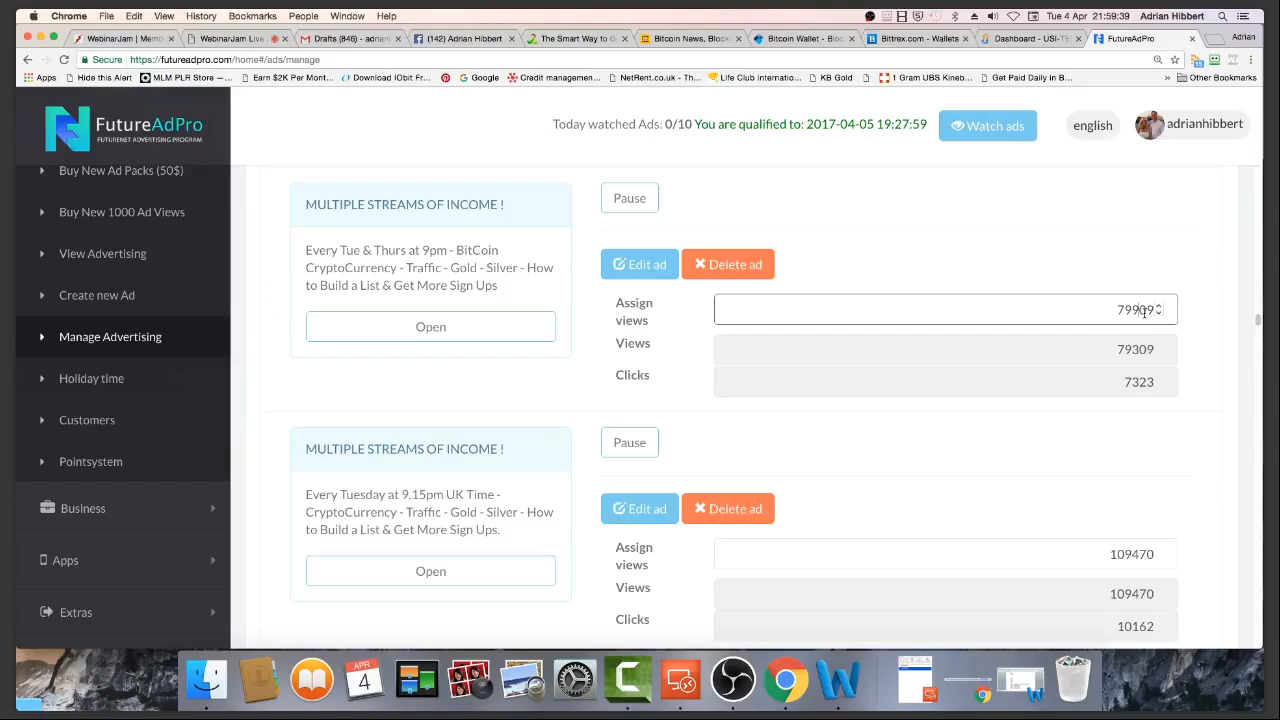 Chrome File Edit View History Bookmarks People Window Help
Tue 4 Apr 21:59:39 Adrian Hibbert
WebinarJam | Memb
WebinarJam Live
Drafts (846) - adrian
(142) Adrian Hibbert
The Smart Way to G
Bitcoin News, Block
Bitcoin Wallet - Bloc
Bittrex.com - Wallets
Dashboard - USI-TE
FutureAdPro
Adrian
Secure https://futureadpro.com/home#/ads/manage
Apps
Hide this Alert
MLM PLR Store —...
Earn $2K Per Mont...
Download IObit Fr...
Google
Credit managemen...
NetRent.co.uk - Th...
Life Club internatio...
KB Gold
1 Gram UBS Kineb...
Get Paid Daily in B...
»
Other Bookmarks
FutureAdPro
FUTURENET ADVERTISING PROGRAM
Today watched Ads: 0/10 You are qualified to: 2017-04-05 19:27:59
Watch ads
english
adrianhibbert
Buy New Ad Packs (50$)
Buy New 1000 Ad Views
View Advertising
Create new Ad
Manage Advertising
Holiday time
Customers
Pointsystem
Business
Apps
Extras
MULTIPLE STREAMS OF INCOME !
Every Tue & Thurs at 9pm - BitCoin
CryptoCurrency - Traffic - Gold - Silver - How
to Build a List & Get More Sign Ups
Open
Pause
Edit ad
Delete ad
Assign
views
79909
Views
79309
Clicks
7323
MULTIPLE STREAMS OF INCOME !
Every Tuesday at 9.15pm UK Time -
CryptoCurrency - Traffic - Gold - Silver - How
to Build a List & Get More Sign Ups.
Open
Pause
Edit ad
Delete ad
Assign
views
109470
Views
109470
Clicks
10162
APR
4